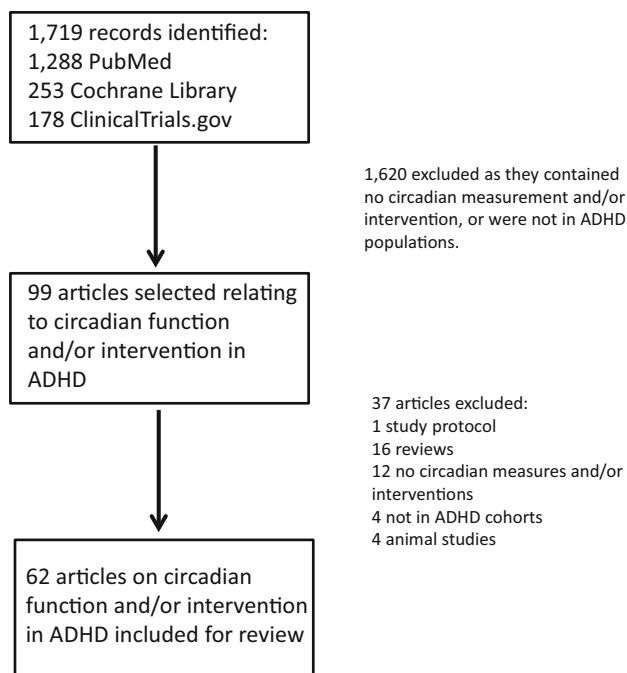 1,719 records identified:
1,288 PubMed
253 Cochrane Library
178 ClinicalTrials.gov
1,620 excluded as they contained
no circadian measurement and/or
intervention, or were not in ADHD
populations.
99 articles selected relating
to circadian function
and/or intervention in
ADHD
37 articles excluded:
1 study protocol
16 reviews
12 no circadian measures and/or
interventions
4 not in ADHD cohorts
4 animal studies
62 articles on circadian
function and/or intervention
in ADHD included for review